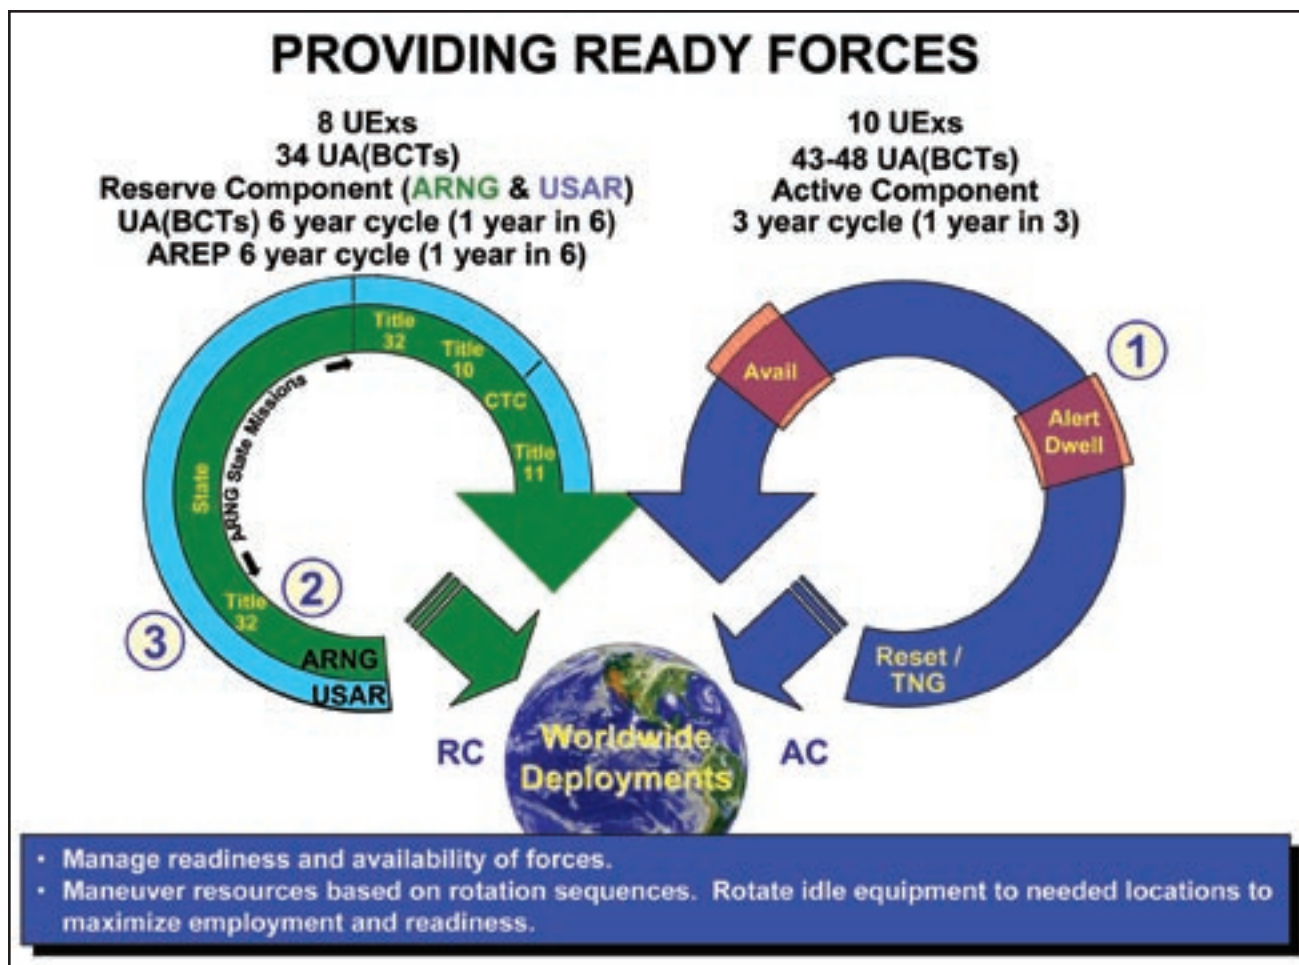 PROVIDING READY FORCES
8 UExs
34 UA(BCTs)
Reserve Component (ARNG & USAR)
UA(BCTs) 6 year cycle (1 year in 6)
AREP 6 year cycle (1 year in 6)
10 UExs
43-48 UA(BCTs)
Active Component
3 year cycle (1 year in 3)
Title
32
Title
10
CTC
Title
11
ARNG State Missions
State
Title
32
2
3
ARNG
USAR
Avail
1
Alert
Dwell
Reset /
TNG
RC
AC
Worldwide
Deployments
• Manage readiness and availability of forces.
• Maneuver resources based on rotation sequences. Rotate idle equipment to needed locations to
maximize employment and readiness.